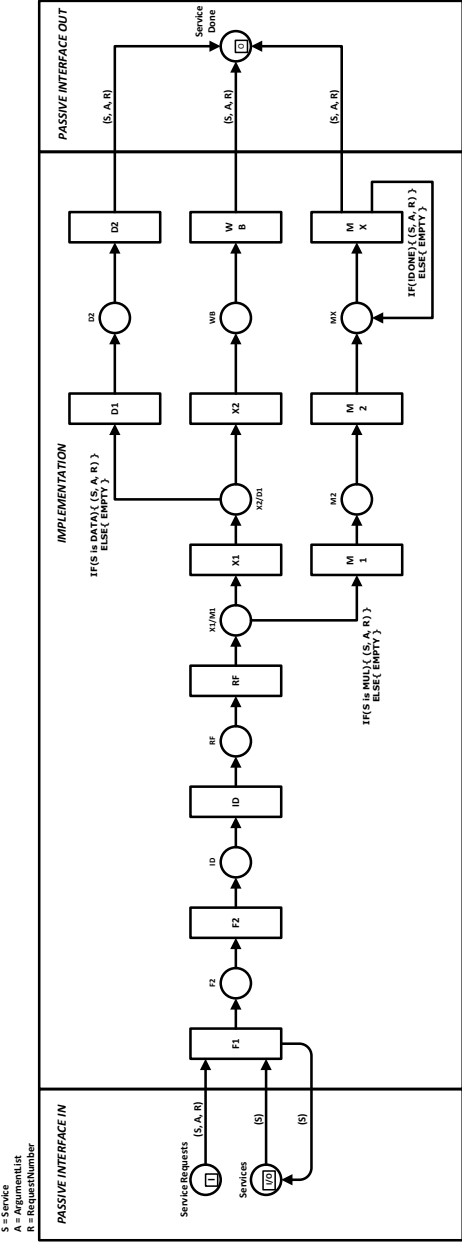 S = Service
A = ArgumentList
R = RequestNumber
PASSIVE INTERFACE IN
IMPLEMENTATION
PASSIVE INTERFACE OUT
Service Requests
I
(S, A, R)
Services
I/O
(S)
(S)
F1
F2
F2
ID
ID
RF
RF
X1/M1
X1
X2/D1
X2
WB
W
B
(S, A, R)
IF(S is DATA){ (S, A, R) }
ELSE{ EMPTY }
D1
D2
D2
(S, A, R)
IF(S is MUL){ (S, A, R) }
ELSE{ EMPTY }
M
1
M2
M
2
MX
M
X
IF(!DONE){ (S, A, R) }
ELSE{ EMPTY }
(S, A, R)
Service
Done
O